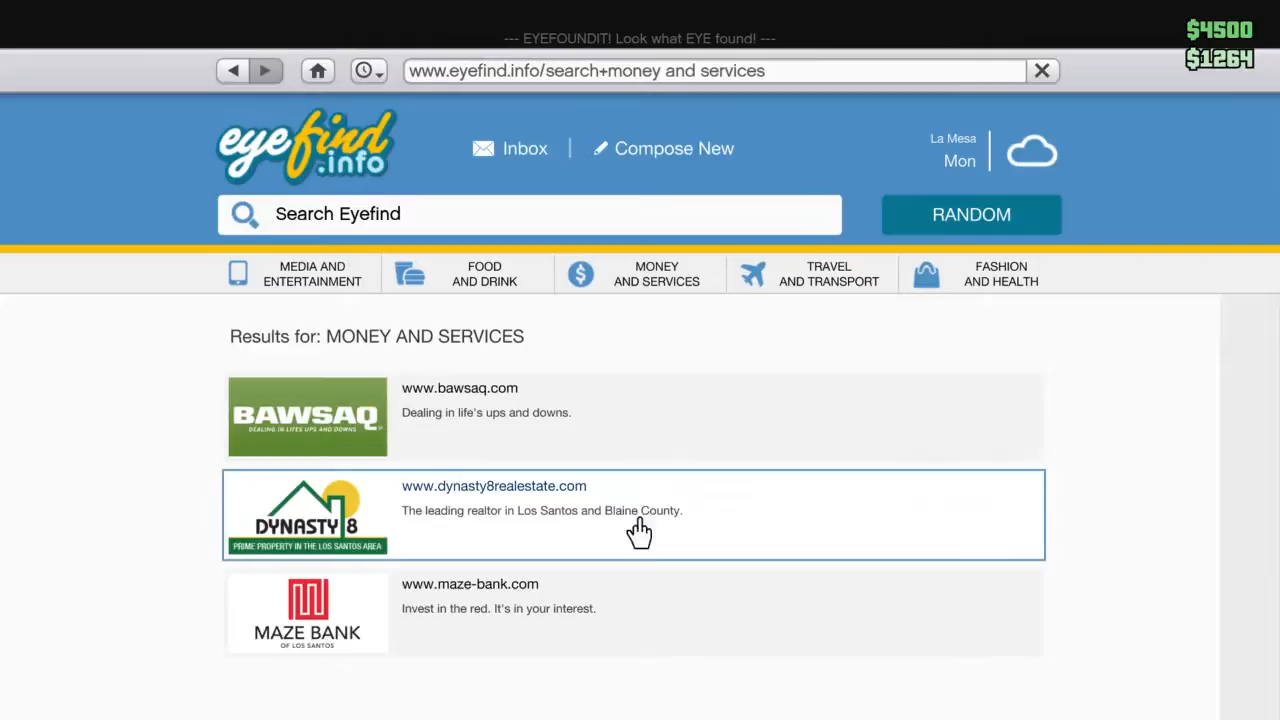 $4500
--- EYEFOUNDIT! Look what EYE found! ---
$1264
www.eyefind.info/search+money and services
eyefind
.info
Inbox
Compose New
La Mesa
Mon
Search Eyefind
RANDOM
MEDIA AND
ENTERTAINMENT
FOOD
AND DRINK
MONEY
AND SERVICES
TRAVEL
AND TRANSPORT
FASHION
AND HEALTH
Results for: MONEY AND SERVICES
BAWSAQ
DEALING IN LIFES UPS AND DOWNS
www.bawsaq.com
Dealing in life's ups and downs.
DYNASTY 8
PRIME PROPERTY IN THE LOS SANTOS AREA
www.dynasty8realestate.com
The leading realtor in Los Santos and Blaine County.
MAZE BANK
OF LOS SANTOS
www.maze-bank.com
Invest in the red. It's in your interest.